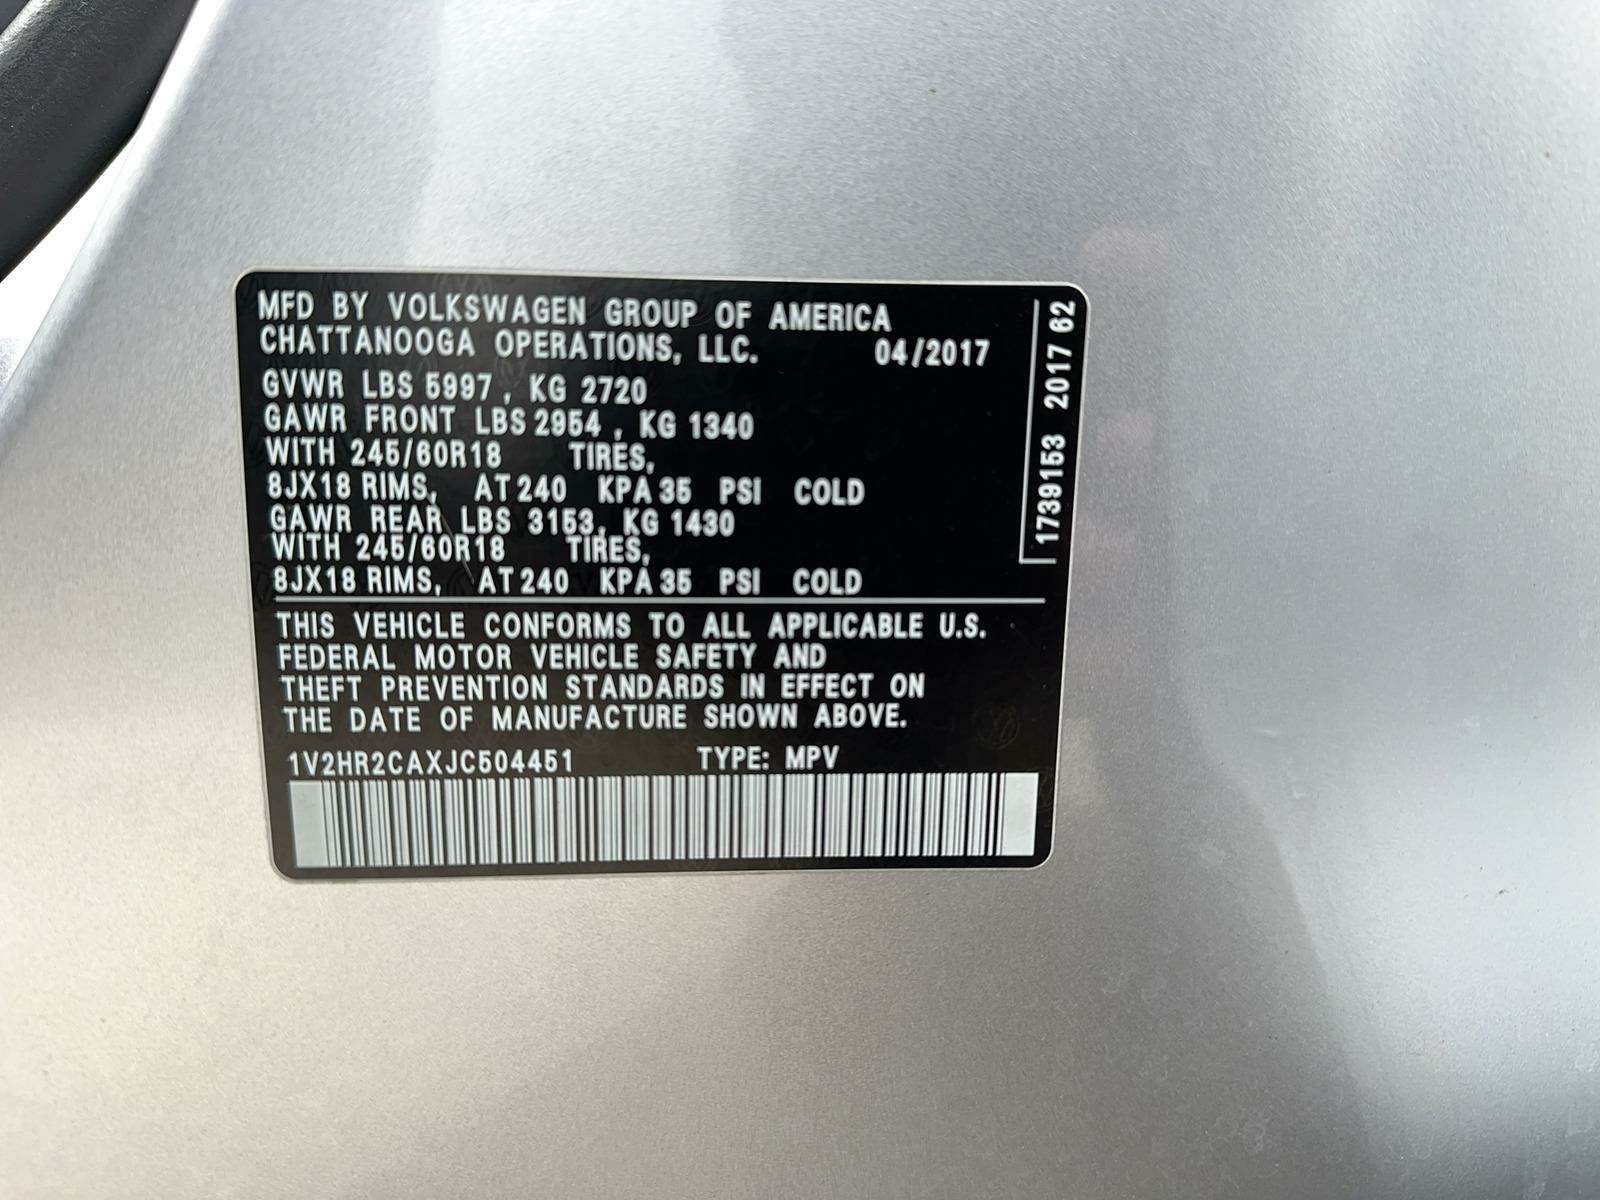 MFD BY VOLKSWAGEN GROUP OF AMERICA
CHATTANOOGA OPERATIONS, LLC. 04/2017
GVWR LBS 5997, KG 2720
GAWR FRONT LBS 2954, KG 1340
WITH 245/60R18 TIRES,
8JX18 RIMS, AT 240 KPA 35 PSI COLD
GAWR REAR LBS 3153, KG 1430
WITH 245/60R18 TIRES,
8JX18 RIMS, AT 240 KPA 35 PSI COLD
THIS VEHICLE CONFORMS TO ALL APPLICABLE U.S.
FEDERAL MOTOR VEHICLE SAFETY AND
THEFT PREVENTION STANDARDS IN EFFECT ON
THE DATE OF MANUFACTURE SHOWN ABOVE.
1V2HR2CAXJC504451 TYPE: MPV
1739153 2017 62